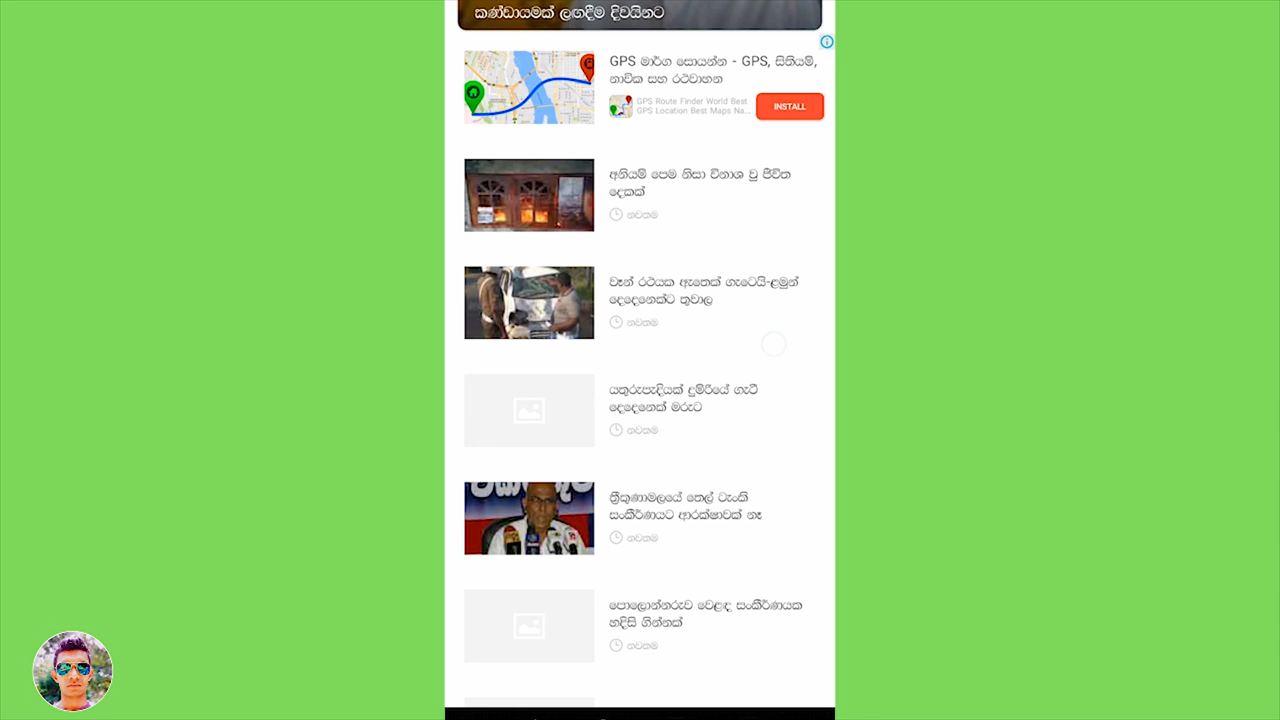 කණ්ඩායමක් ලඟදීම දිවයිනට
GPS මාර්ග සොයන්න - GPS, සිතියම්,
නාවික සහ රථවාහන
GPS Route Finder World Best
GPS Location Best Maps Na...
INSTALL
අනියම් පෙම නිසා විනාශ වු ජීවිත
දෙකක්
නවතම
වෑන් රථයක ඇතෙක් ගැටෙයි-ළමුන්
දෙදෙනෙක්ට තුවාල
නවතම
යතුරුපැදියක් දුම්රියේ ගැටී
දෙදෙනෙක් මරුට
නවතම
ත්‍රීකුණාමලයේ තෙල් ටැංකි
සංකීර්ණයට ආරක්ෂාවක් නෑ
නවතම
පොලොන්නරුව වෙළඳ සංකීර්ණයක
හදිසි ගින්නක්
නවතම